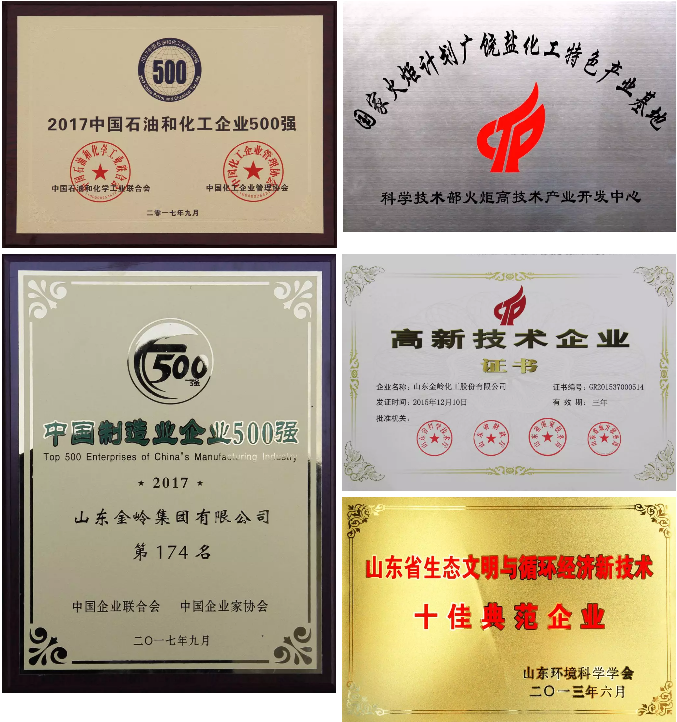 500
2017中国石油和化工企业500强
中国石油和化学工业联合会
中国化工企业管理协会
二零一七年九月
国家火炬计划广饶盐化工特色产业基地
科学技术部火炬高技术产业开发中心
500
强
中国制造业企业500强
Top 500 Enterprises of China's Manufacturing Industry
★ 2017 ★
山东金岭集团有限公司
第174名
中国企业联合会 中国企业家协会
二〇一七年九月
高新技术企业
证书
企业名称：山东金岭化工股份有限公司
证书编号：GR201537000514
发证时间：2015年12月10日
有效期：三年
批准机关：
山东省生态文明与循环经济新技术
十佳典范企业
山东环境科学学会
二〇一三年六月